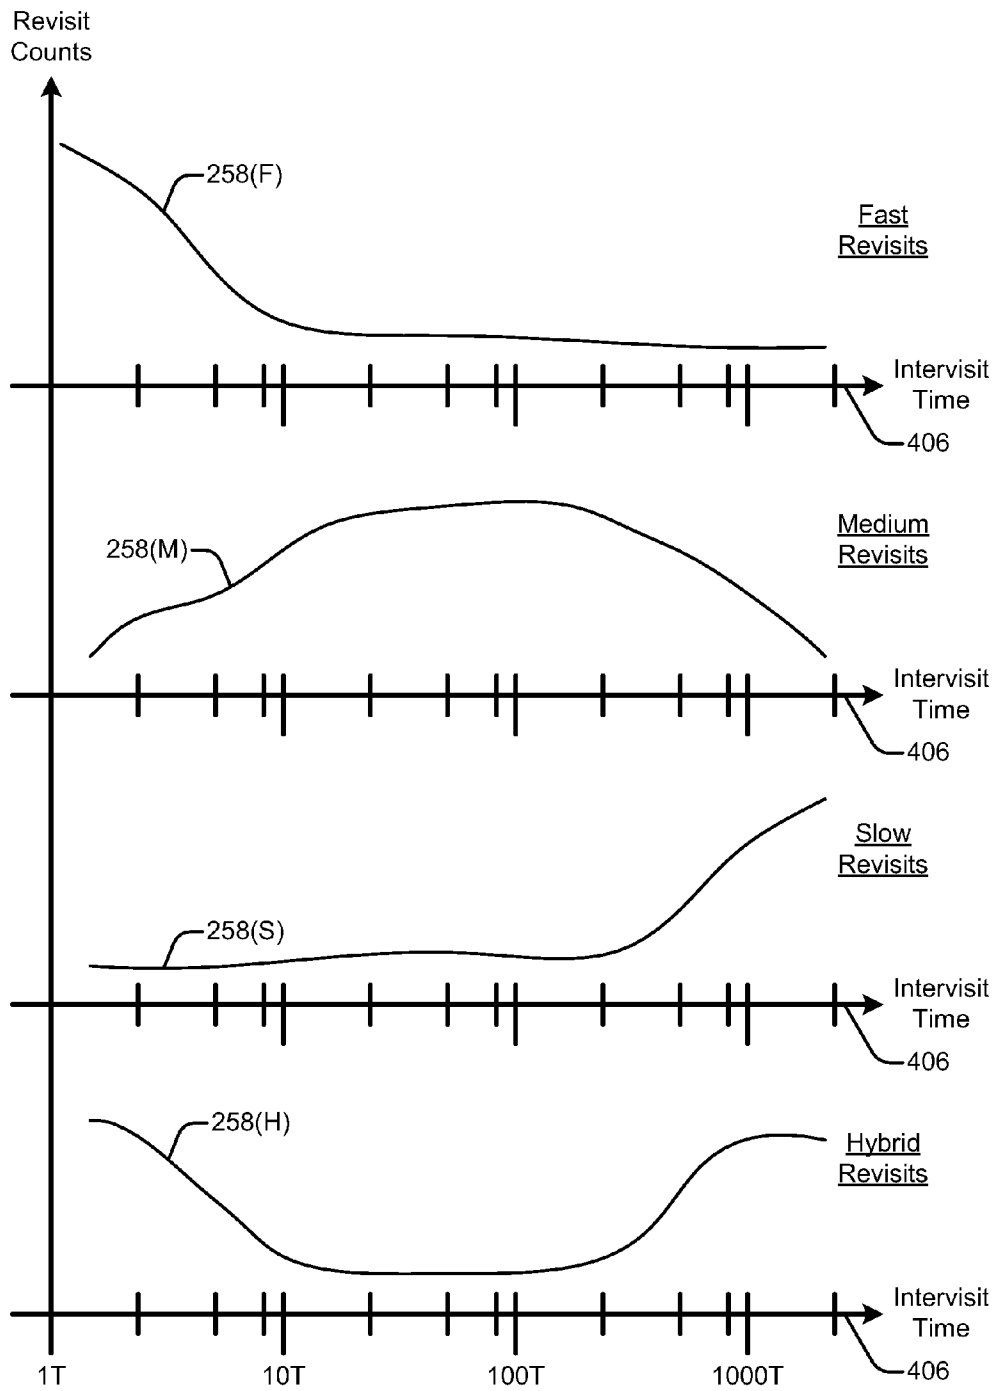 Revisit
Counts
258(F)
Fast
Revisits
Intervisit
Time
406
258(M)
Medium
Revisits
Intervisit
Time
406
258(S)
Slow
Revisits
Intervisit
Time
406
258(H)
Hybrid
Revisits
Intervisit
Time
406
1T
10T
100T
1000T